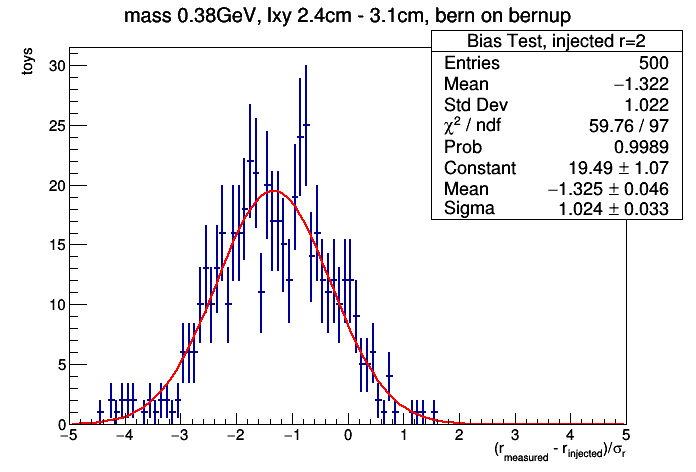 mass 0.38GeV, lxy 2.4cm - 3.1cm, bern on bernup
toys
Bias Test, injected r=2
Entries 500
Mean −1.322
Std Dev 1.022
χ² / ndf 59.76 / 97
Prob 0.9989
Constant 19.49 ± 1.07
Mean −1.325 ± 0.046
Sigma 1.024 ± 0.033
30
25
20
15
10
5
0
−5 −4 −3 −2 −1 0 1 2 3 4 5
(r_measured - r_injected)/σ_r